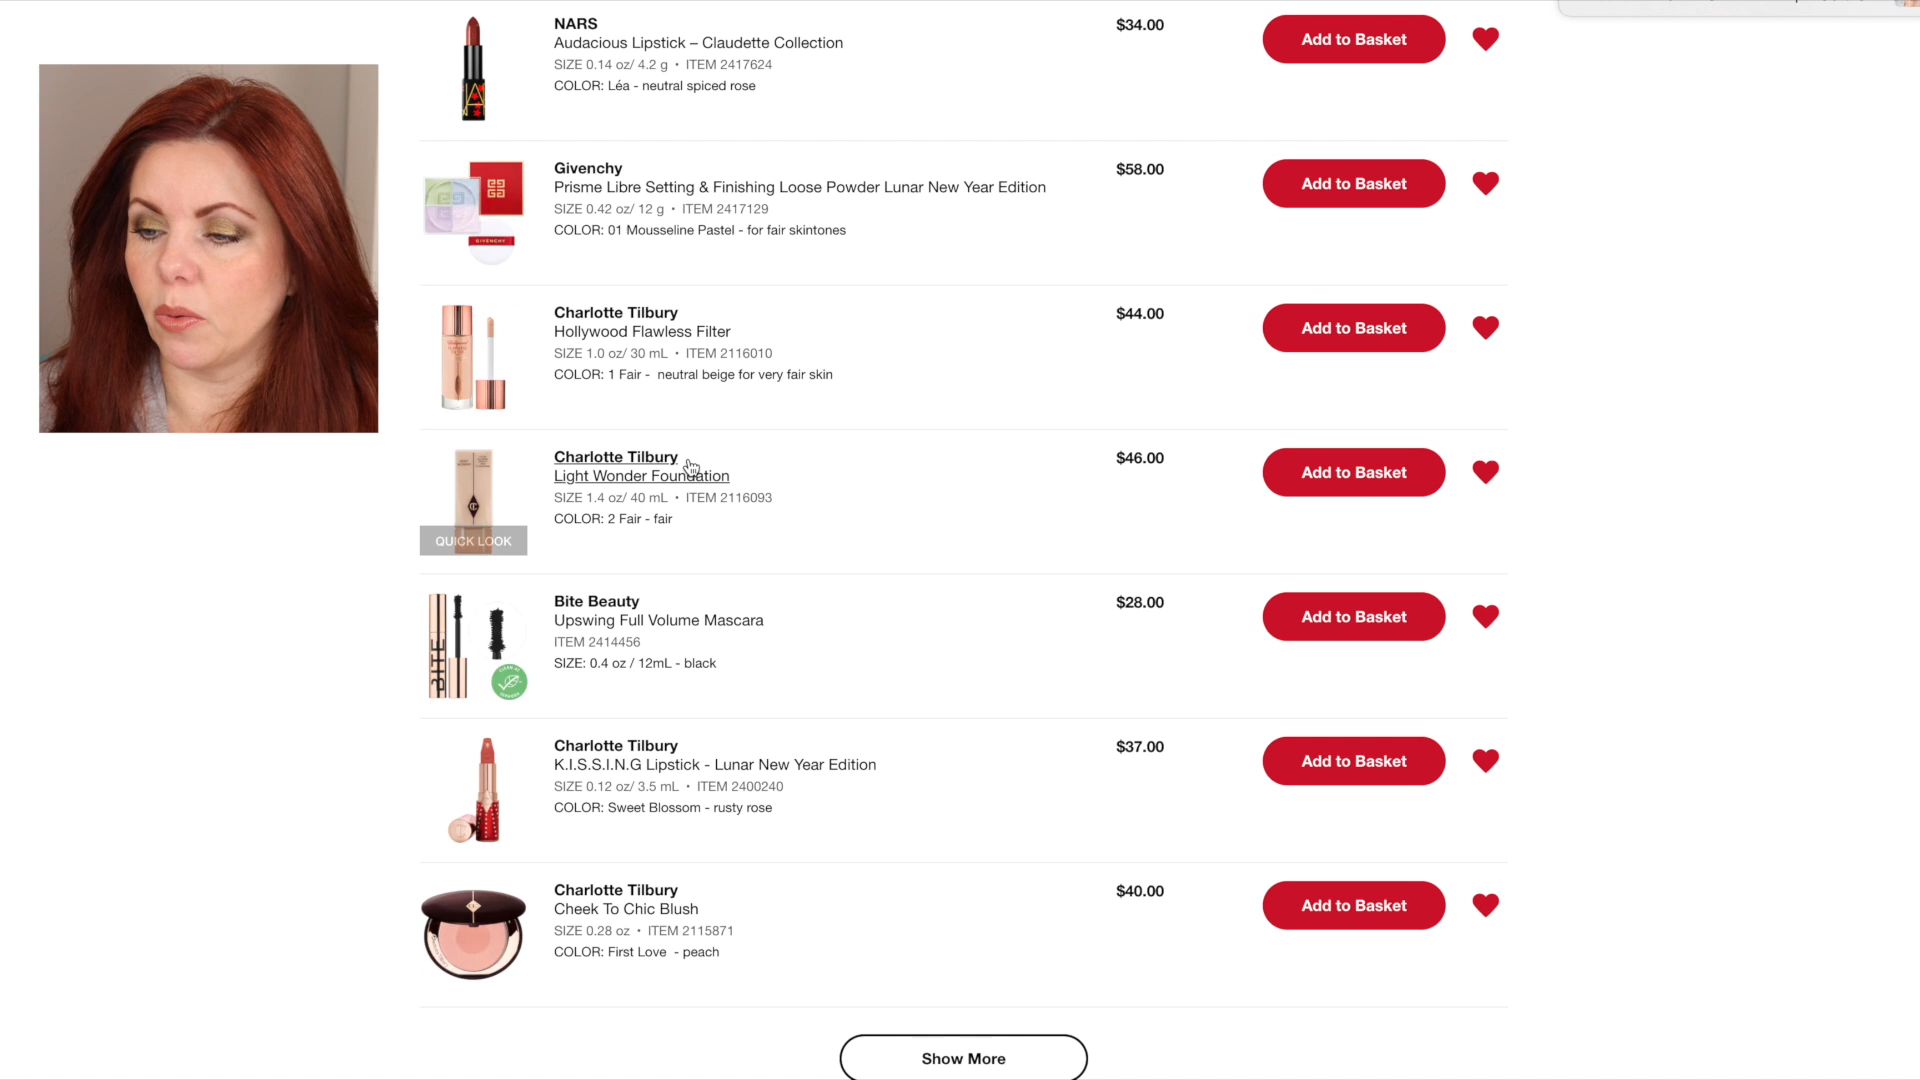 NARS
Audacious Lipstick – Claudette Collection
SIZE 0.14 oz/ 4.2 g • ITEM 2417624
COLOR: Léa - neutral spiced rose
$34.00
Add to Basket
Givenchy
Prisme Libre Setting & Finishing Loose Powder Lunar New Year Edition
SIZE 0.42 oz/ 12 g • ITEM 2417129
COLOR: 01 Mousseline Pastel - for fair skintones
$58.00
Add to Basket
GIVENCHY
Charlotte Tilbury
Hollywood Flawless Filter
SIZE 1.0 oz/ 30 mL • ITEM 2116010
COLOR: 1 Fair - neutral beige for very fair skin
$44.00
Add to Basket
Charlotte Tilbury
Light Wonder Foundation
SIZE 1.4 oz/ 40 mL • ITEM 2116093
COLOR: 2 Fair - fair
$46.00
Add to Basket
QUICK LOOK
Bite Beauty
Upswing Full Volume Mascara
ITEM 2414456
SIZE: 0.4 oz / 12mL - black
$28.00
Add to Basket
BITE
Charlotte Tilbury
K.I.S.S.I.N.G Lipstick - Lunar New Year Edition
SIZE 0.12 oz/ 3.5 mL • ITEM 2400240
COLOR: Sweet Blossom - rusty rose
$37.00
Add to Basket
Charlotte Tilbury
Cheek To Chic Blush
SIZE 0.28 oz • ITEM 2115871
COLOR: First Love - peach
$40.00
Add to Basket
Show More